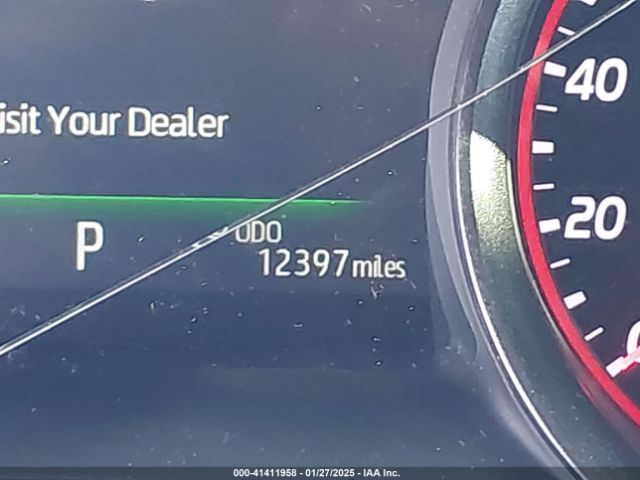 isit Your Dealer
40
20
P
ODO
12397 miles
000-41411958 - 01/27/2025 - IAA Inc.